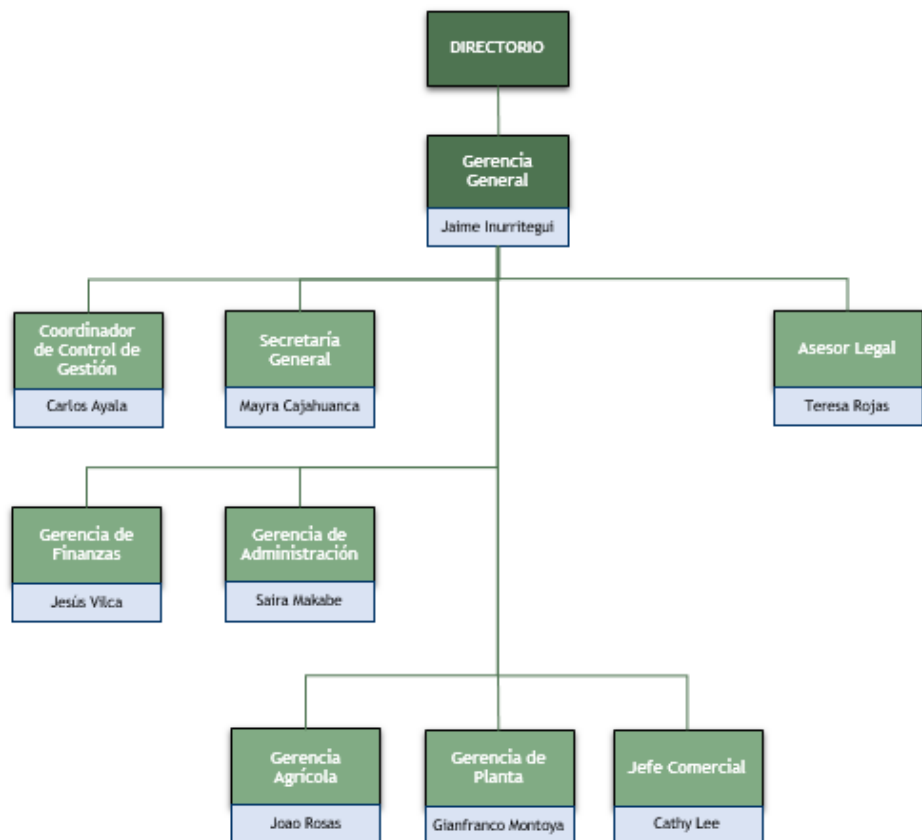 DIRECTORIO
Gerencia
General
Jaime Inurritegui
Coordinador
de Control de
Gestión
Carlos Ayala
Secretaría
General
Mayra Cajahuanca
Asesor Legal
Teresa Rojas
Gerencia de
Finanzas
Jesús Vilca
Gerencia de
Administración
Saira Makabe
Gerencia
Agrícola
Joao Rosas
Gerencia de
Planta
Gianfranco Montoya
Jefe Comercial
Cathy Lee